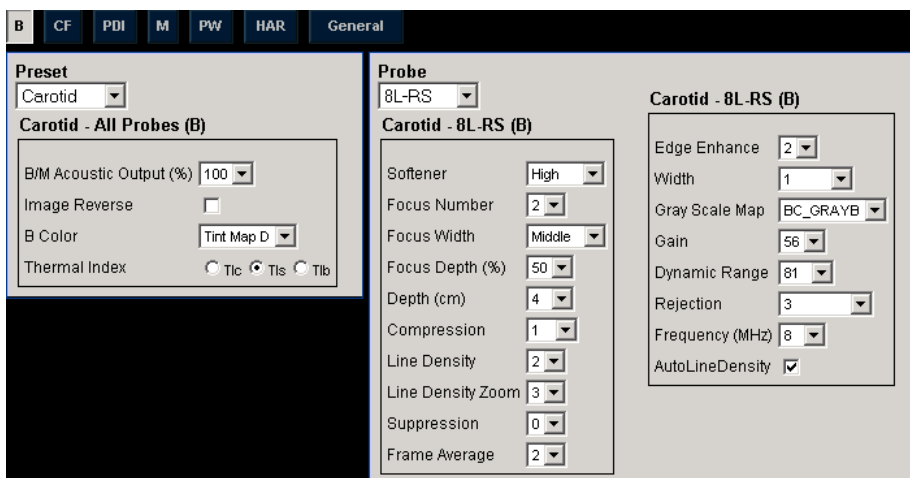 B CF PDI M PW HAR General
Preset
Carotid
Carotid - All Probes (B)
B/M Acoustic Output (%) 100
Image Reverse
B Color Tint Map D
Thermal Index TIc TIs TIb
Probe
8L-RS
Carotid - 8L-RS (B)
Softener High
Focus Number 2
Focus Width Middle
Focus Depth (%) 50
Depth (cm) 4
Compression 1
Line Density 2
Line Density Zoom 3
Suppression 0
Frame Average 2
Carotid - 8L-RS (B)
Edge Enhance 2
Width 1
Gray Scale Map BC_GRAYB
Gain 56
Dynamic Range 81
Rejection 3
Frequency (MHz) 8
AutoLineDensity